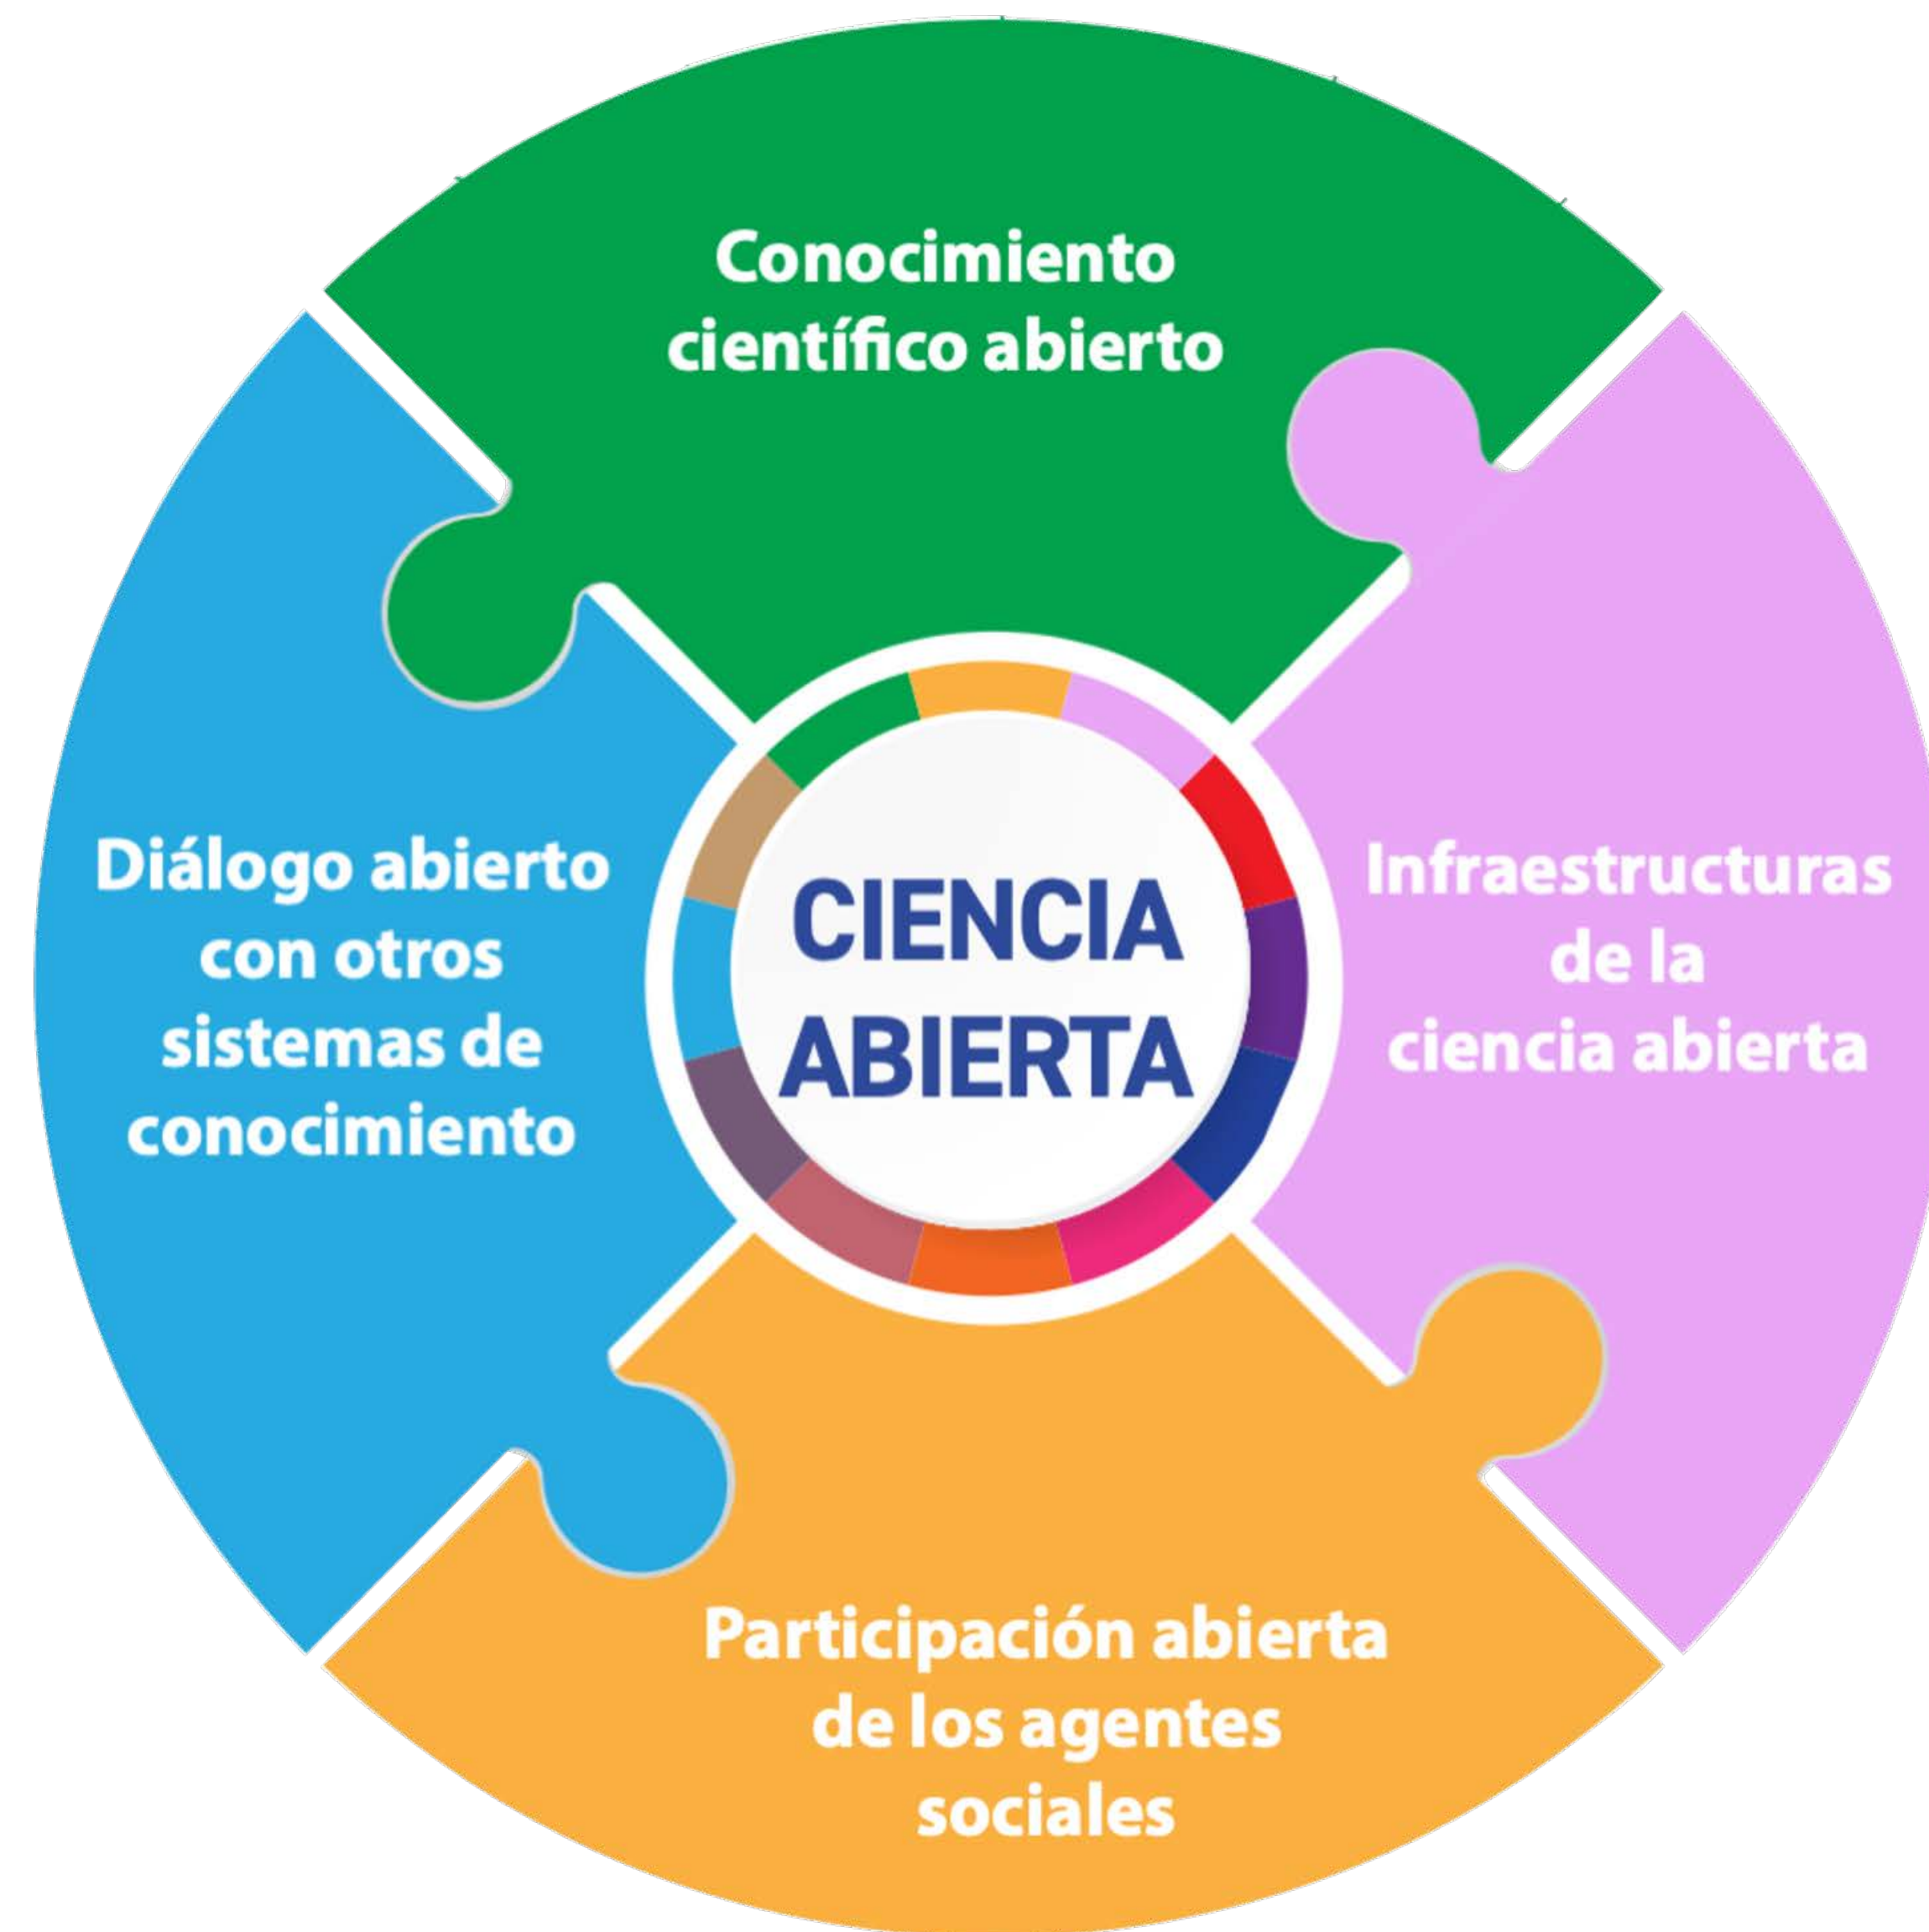 Conocimiento
científico abierto
Diálogo abierto
con otros
sistemas de
conocimiento
CIENCIA
ABIERTA
Infraestructuras
de la
ciencia abierta
Participación abierta
de los agentes
sociales